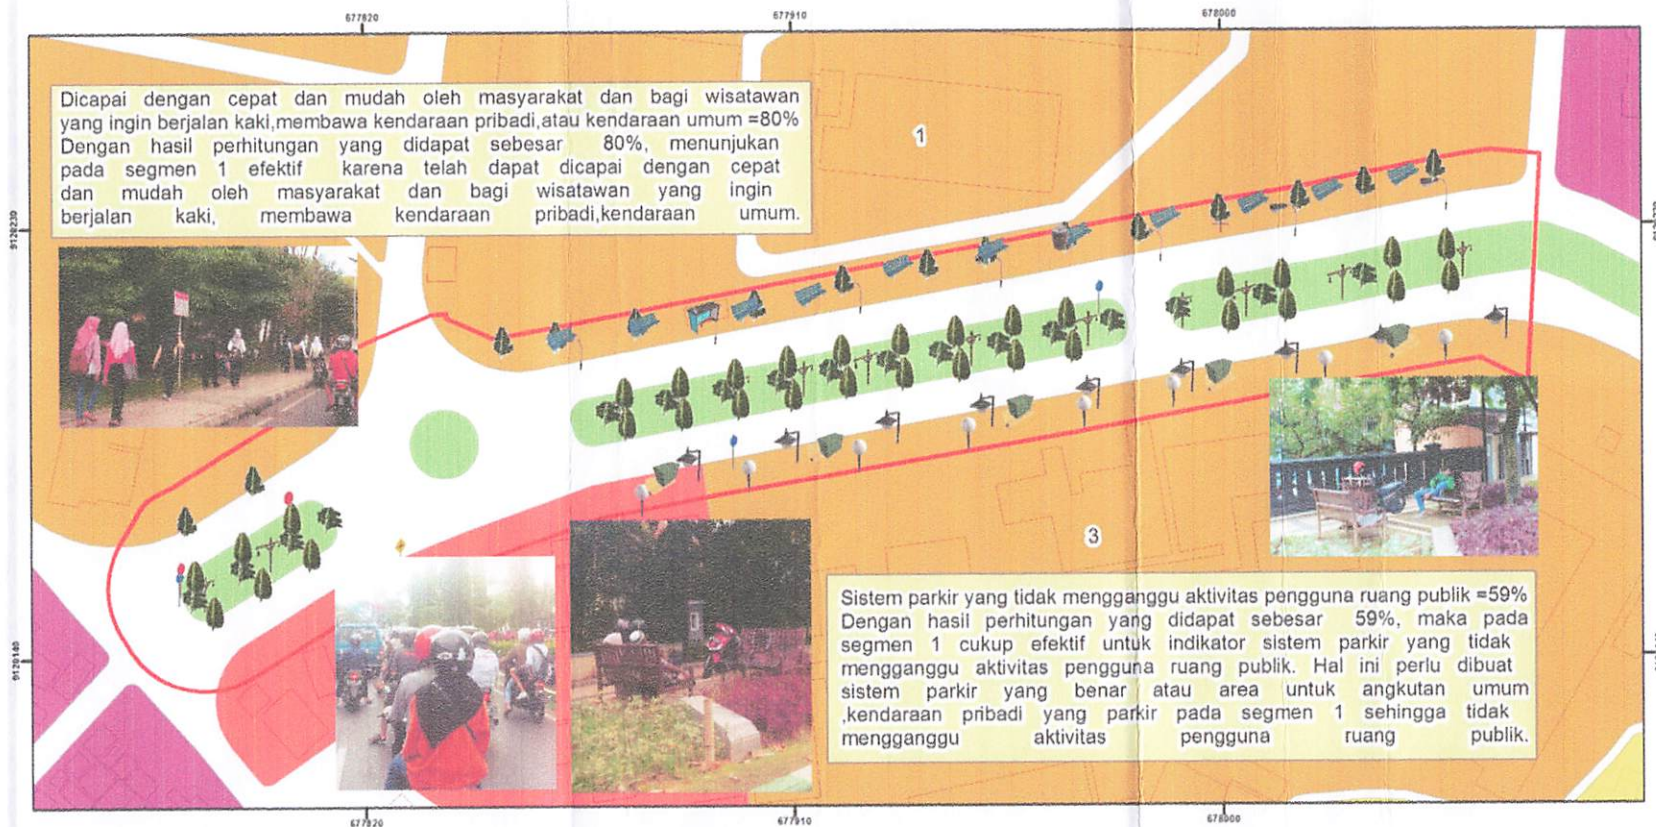 677820
677910
678000
Dicapai dengan cepat dan mudah oleh masyarakat dan bagi wisatawan
yang ingin berjalan kaki,membawa kendaraan pribadi,atau kendaraan umum =80%
Dengan hasil perhitungan yang didapat sebesar 80%, menunjukan
pada segmen 1 efektif karena telah dapat dicapai dengan cepat
dan mudah oleh masyarakat dan bagi wisatawan yang ingin
berjalan kaki, membawa kendaraan pribadi,kendaraan umum.
1
9120230
3
Sistem parkir yang tidak mengganggu aktivitas pengguna ruang publik =59%
Dengan hasil perhitungan yang didapat sebesar 59%, maka pada
segmen 1 cukup efektif untuk indikator sistem parkir yang tidak
mengganggu aktivitas pengguna ruang publik. Hal ini perlu dibuat
sistem parkir yang benar atau area untuk angkutan umum
,kendaraan pribadi yang parkir pada segmen 1 sehingga tidak
mengganggu aktivitas pengguna ruang publik.
9120140
677820
677910
678000